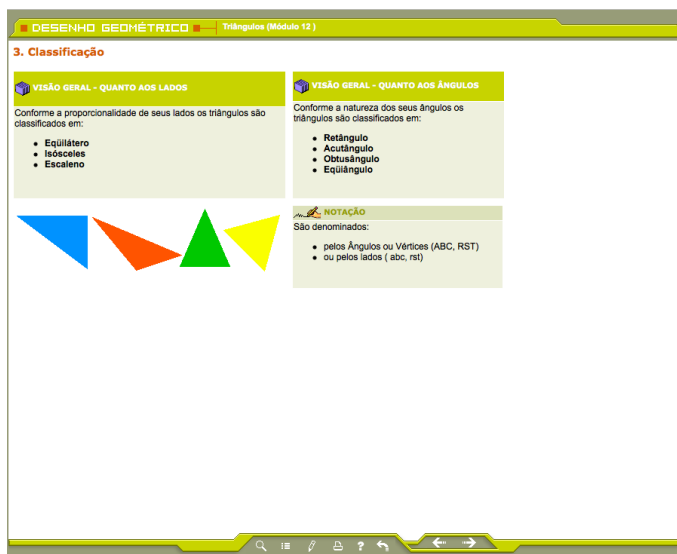 DESENHO GEOMÉTRICO
Triângulos (Módulo 12 )
3. Classificação
VISÃO GERAL - QUANTO AOS LADOS
Conforme a proporcionalidade de seus lados os triângulos são
classificados em:
Eqüilátero
Isósceles
Escaleno
VISÃO GERAL - QUANTO AOS ÂNGULOS
Conforme a natureza dos seus ângulos os
triângulos são classificados em:
Retângulo
Acutângulo
Obtusângulo
Eqüiângulo
NOTAÇÃO
São denominados:
pelos Ângulos ou Vértices (ABC, RST)
ou pelos lados ( abc, rst)
?